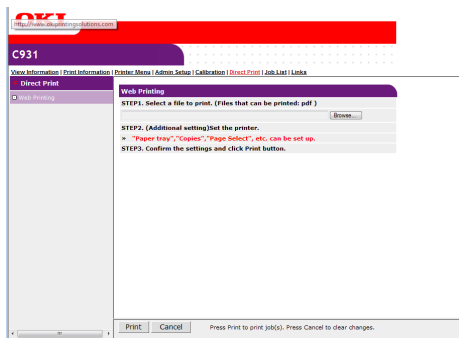 OKI
http://www.okiprintingsolutions.com
C931
View Information | Print Information | Printer Menu | Admin Setup | Calibration | Direct Print | Job List | Links
Direct Print
Web Printing
Web Printing
STEP1. Select a file to print. (Files that can be printed: pdf )
Browse...
STEP2. (Additional setting)Set the printer.
» "Paper tray","Copies","Page Select", etc. can be set up.
STEP3. Confirm the settings and click Print button.
Print Cancel Press Print to print job(s). Press Cancel to clear changes.